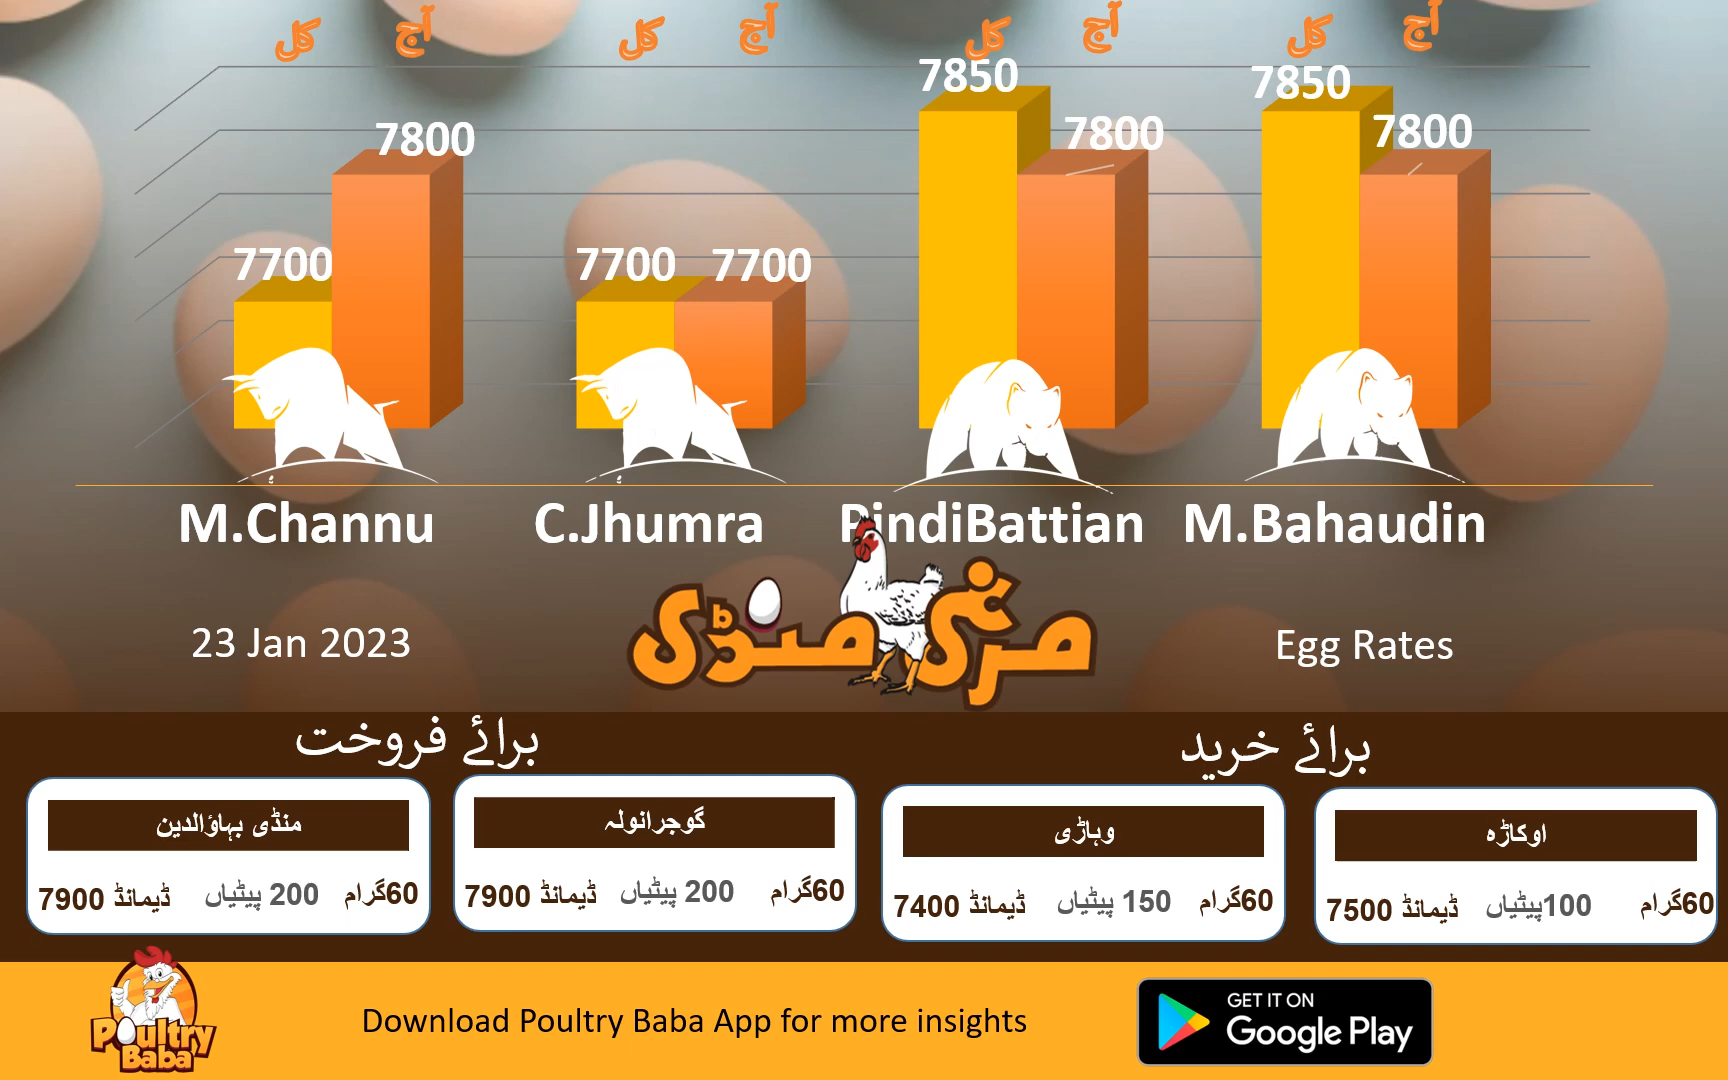 کل آج کل آج کل آج کل آج
7700 7800 7700 7700 7850 7800 7850 7800
M.Channu C.Jhumra PindiBattian M.Bahaudin
23 Jan 2023
مرغی منڈی
Egg Rates
برائے فروخت
منڈی بہاؤالدین
60گرام 200 پیٹیاں ڈیمانڈ 7900
گوجرانولہ
60گرام 200 پیٹیاں ڈیمانڈ 7900
برائے خرید
وہاڑی
60گرام 150 پیٹیاں ڈیمانڈ 7400
اوکاڑہ
60گرام 100پیٹیاں ڈیمانڈ 7500
Poultry
Baba
Download Poultry Baba App for more insights
GET IT ON
Google Play